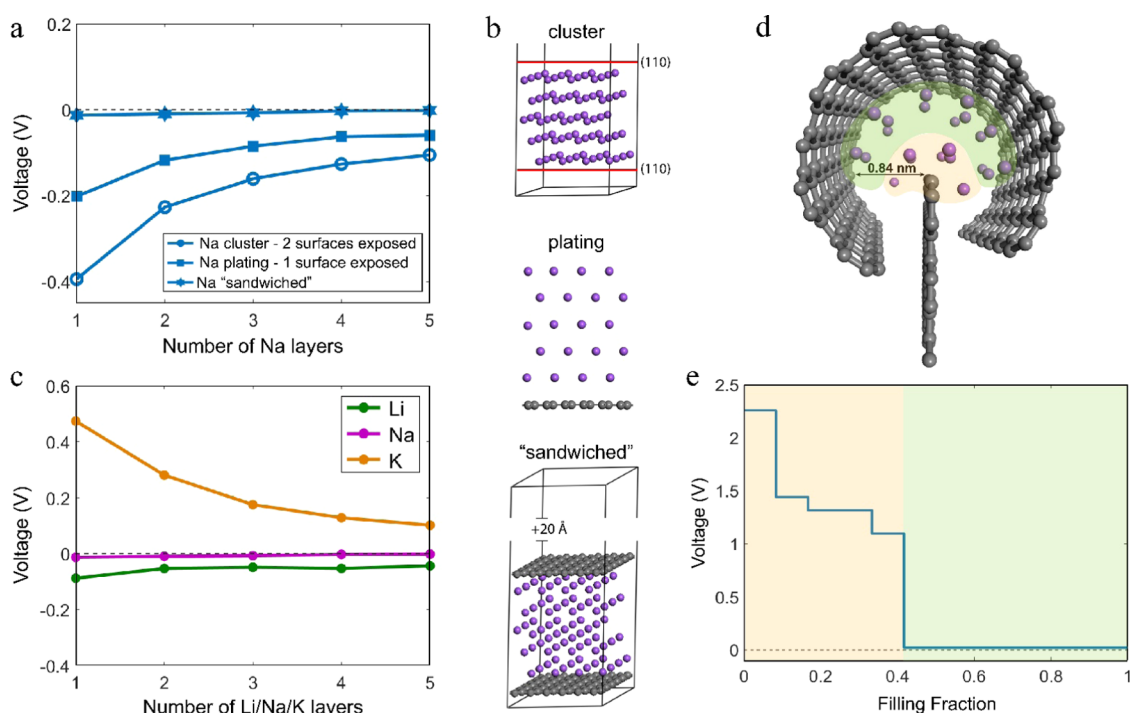 a
0.2
0
-0.2
-0.4
Voltage (V)
Na cluster - 2 surfaces exposed
Na plating - 1 surface exposed
Na “sandwiched”
1 2 3 4 5
Number of Na layers
b
cluster
(110)
(110)
plating
“sandwiched”
+20 Å
c
0.6
0.4
0.2
0
-0.2
-0.4
Voltage (V)
Li
Na
K
1 2 3 4 5
Number of Li/Na/K layers
d
0.84 nm
e
2.5
2
1.5
1
0.5
0
Voltage (V)
0 0.2 0.4 0.6 0.8 1
Filling Fraction